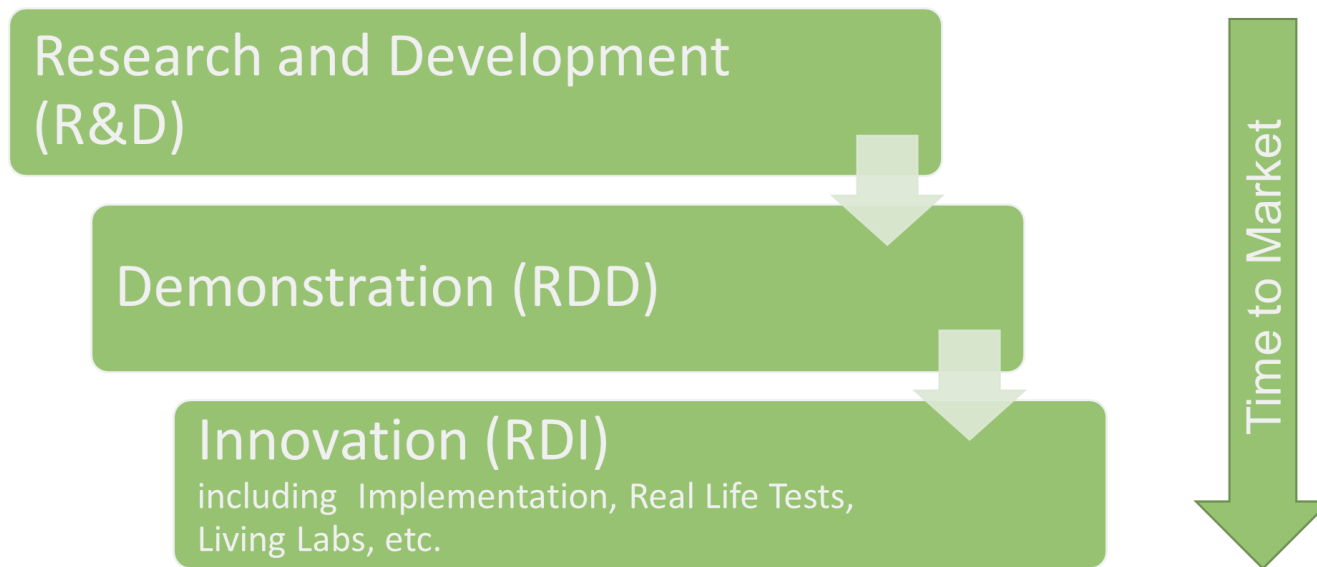 Research and Development
(R&D)
Demonstration (RDD)
Innovation (RDI)
including Implementation, Real Life Tests,
Living Labs, etc.
Time to Market